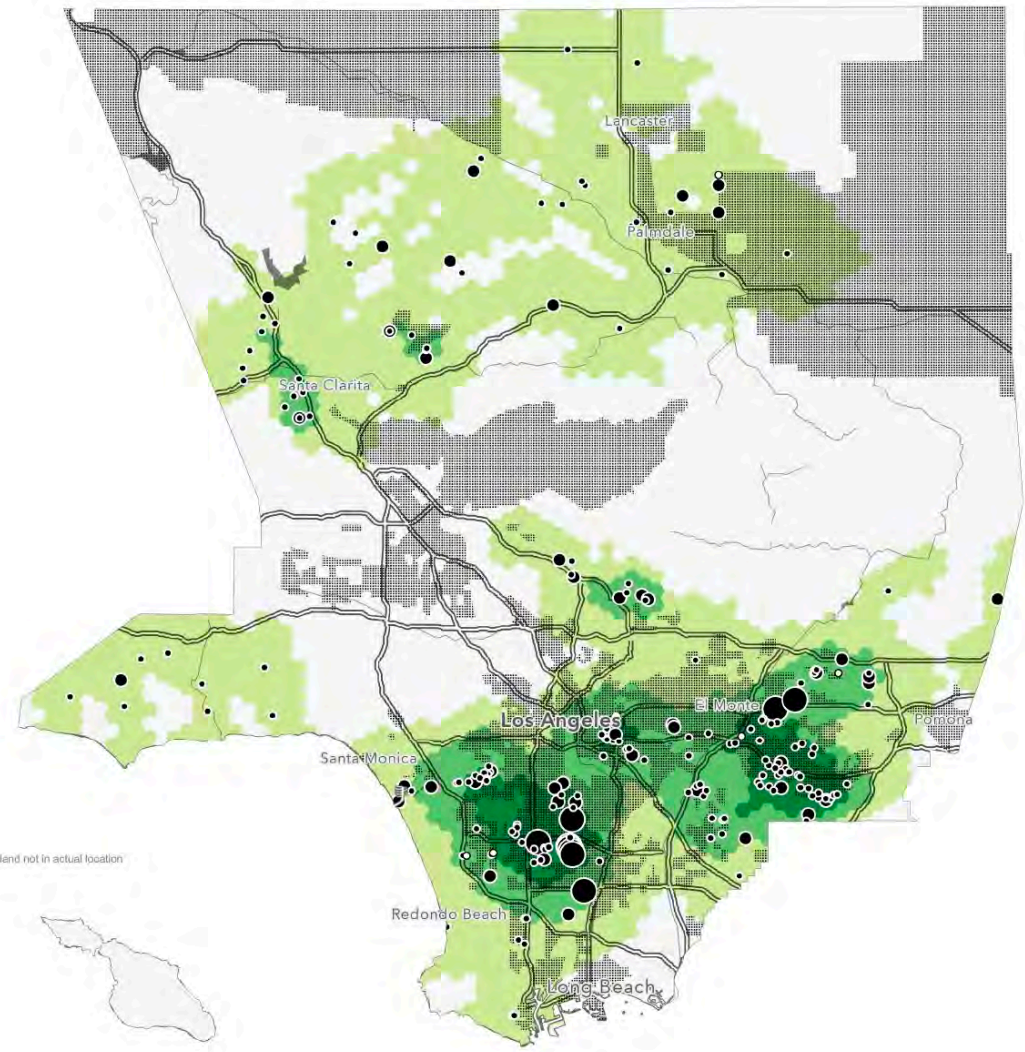 Lancaster
Palmdale
Santa Clarita
El Monte
Los Angeles
Pomona
Santa Monica
land not in actual location
Redondo Beach
Long Beach